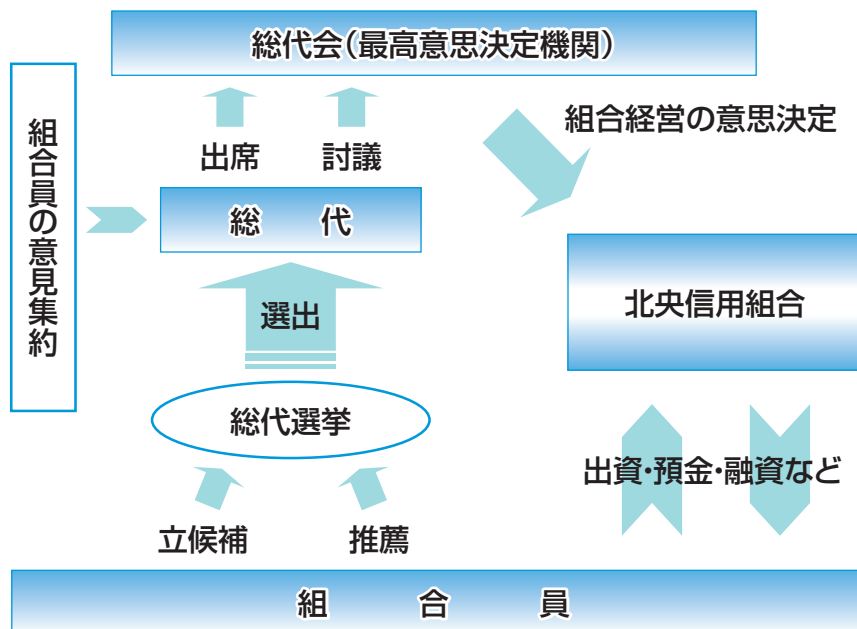 総代会(最高意思決定機関)
組合員の意見集約
出席 討議
組合経営の意思決定
総 代
選出
北央信用組合
総代選挙
出資・預金・融資など
立候補 推薦
組 合 員